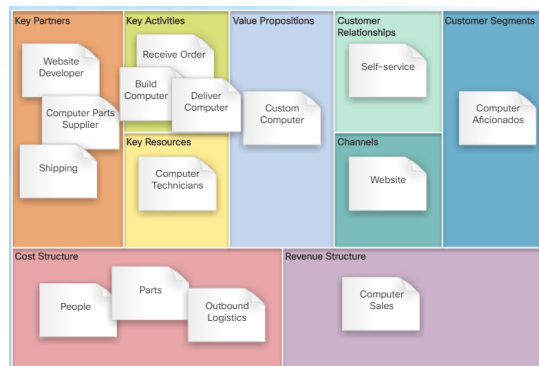 Key Partners
Website
Developer
Computer Parts
Supplier
Shipping
Key Activities
Receive Order
Build
Computer
Deliver
Computer
Key Resources
Computer
Technicians
Value Propositions
Custom
Computer
Customer
Relationships
Self-service
Channels
Website
Customer Segments
Computer
Aficionados
Cost Structure
People
Parts
Outbound
Logistics
Revenue Structure
Computer
Sales